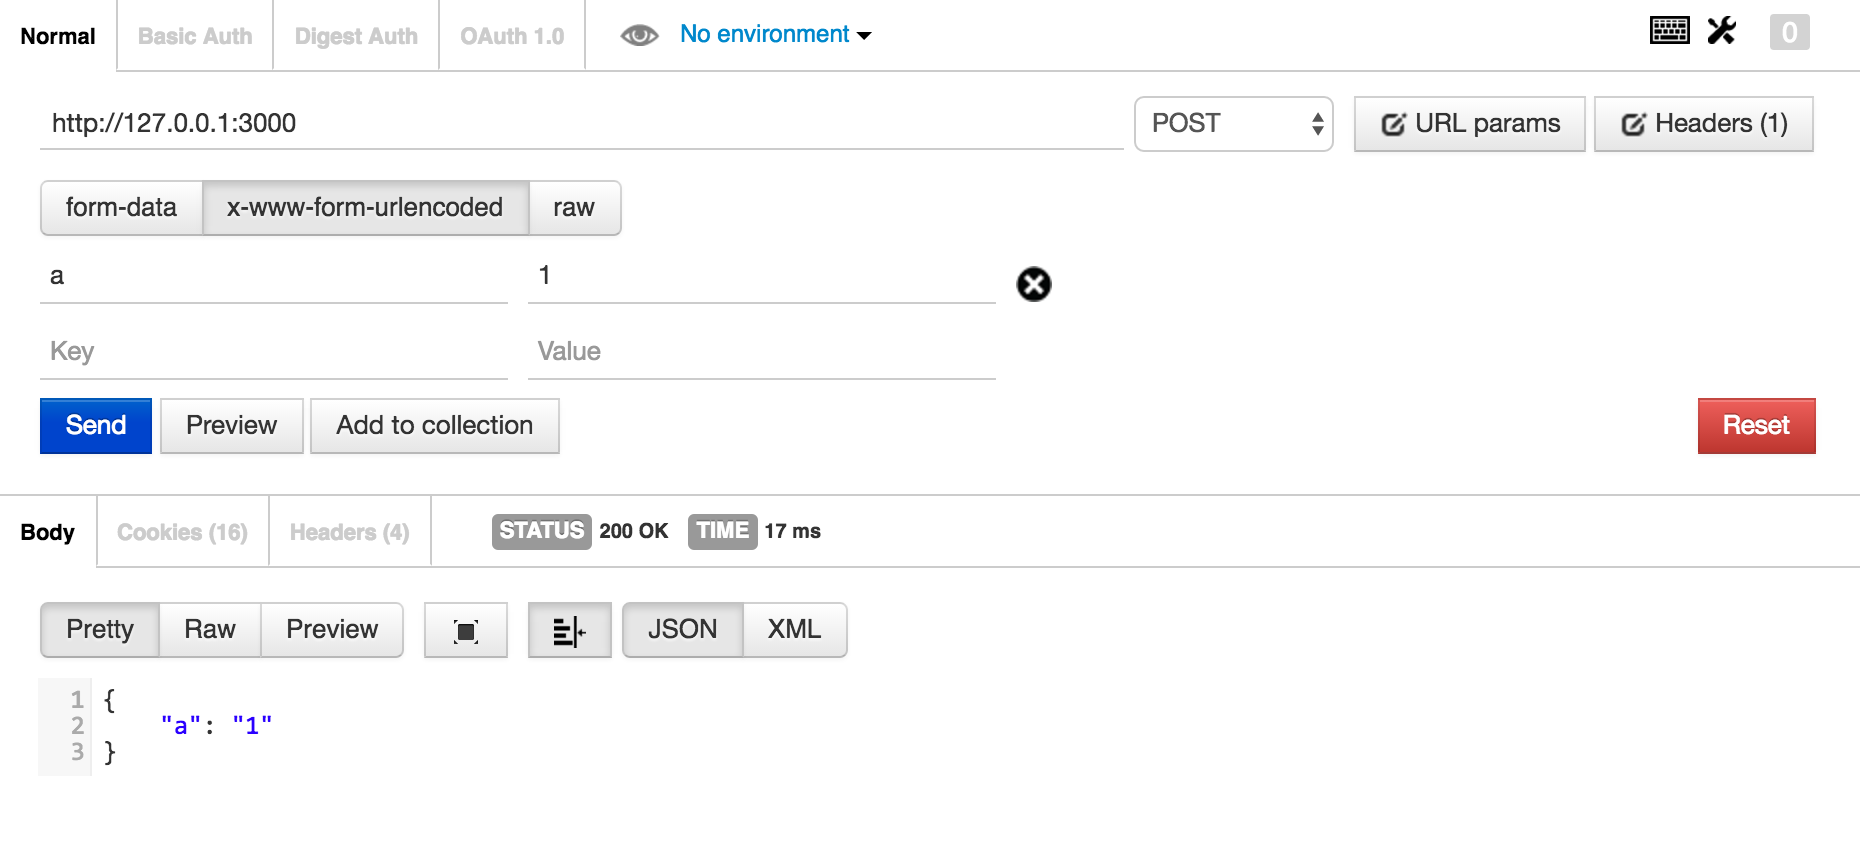 Normal Basic Auth Digest Auth OAuth 1.0 No environment 0
http://127.0.0.1:3000 POST URL params Headers (1)
form-data x-www-form-urlencoded raw
a 1
Key Value
Send Preview Add to collection Reset
Body Cookies (16) Headers (4) STATUS 200 OK TIME 17 ms
Pretty Raw Preview JSON XML
1 {
2 "a": "1"
3 }